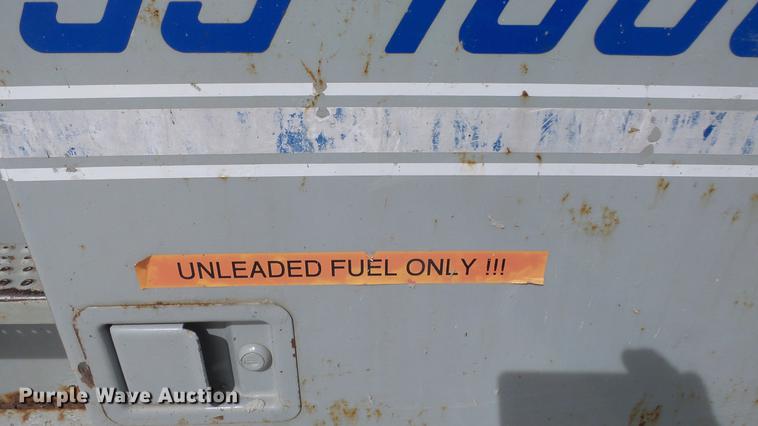 UNLEADED FUEL ONLY !!!
Purple Wave Auction